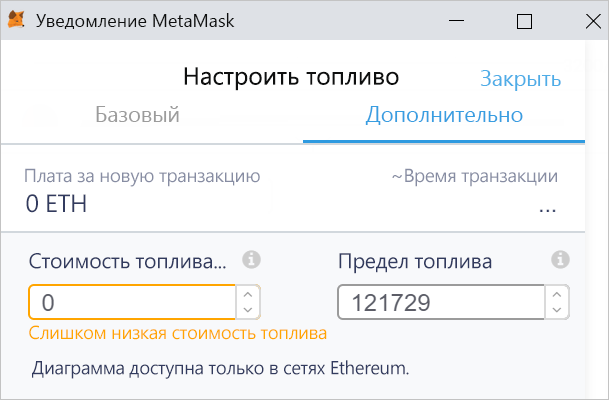 Уведомление MetaMask
Настроить топливо
Закрыть
Базовый
Дополнительно
Плата за новую транзакцию
~Время транзакции
0 ETH
...
Стоимость топлива...
Предел топлива
0
121729
Слишком низкая стоимость топлива
Диаграмма доступна только в сетях Ethereum.